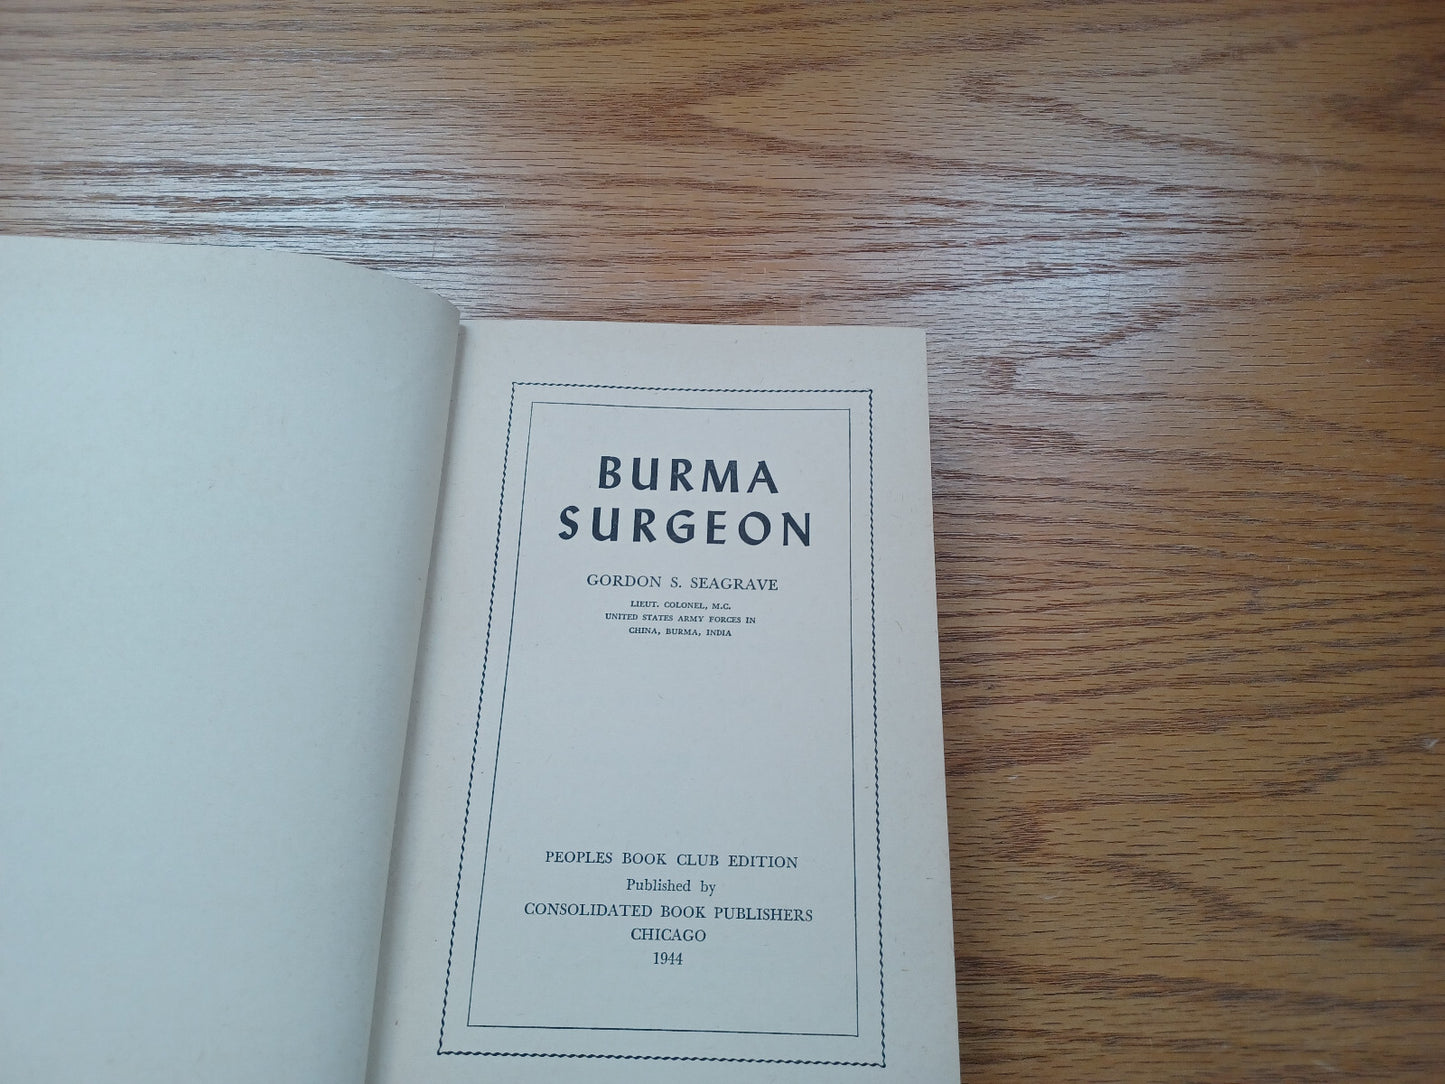 BURMA
SURGEON
GORDON S. SEAGRAVE
LIEUT. COLONEL, M.C.
UNITED STATES ARMY FORCES IN
CHINA, BURMA, INDIA
PEOPLES BOOK CLUB EDITION
Published by
CONSOLIDATED BOOK PUBLISHERS
CHICAGO
1944